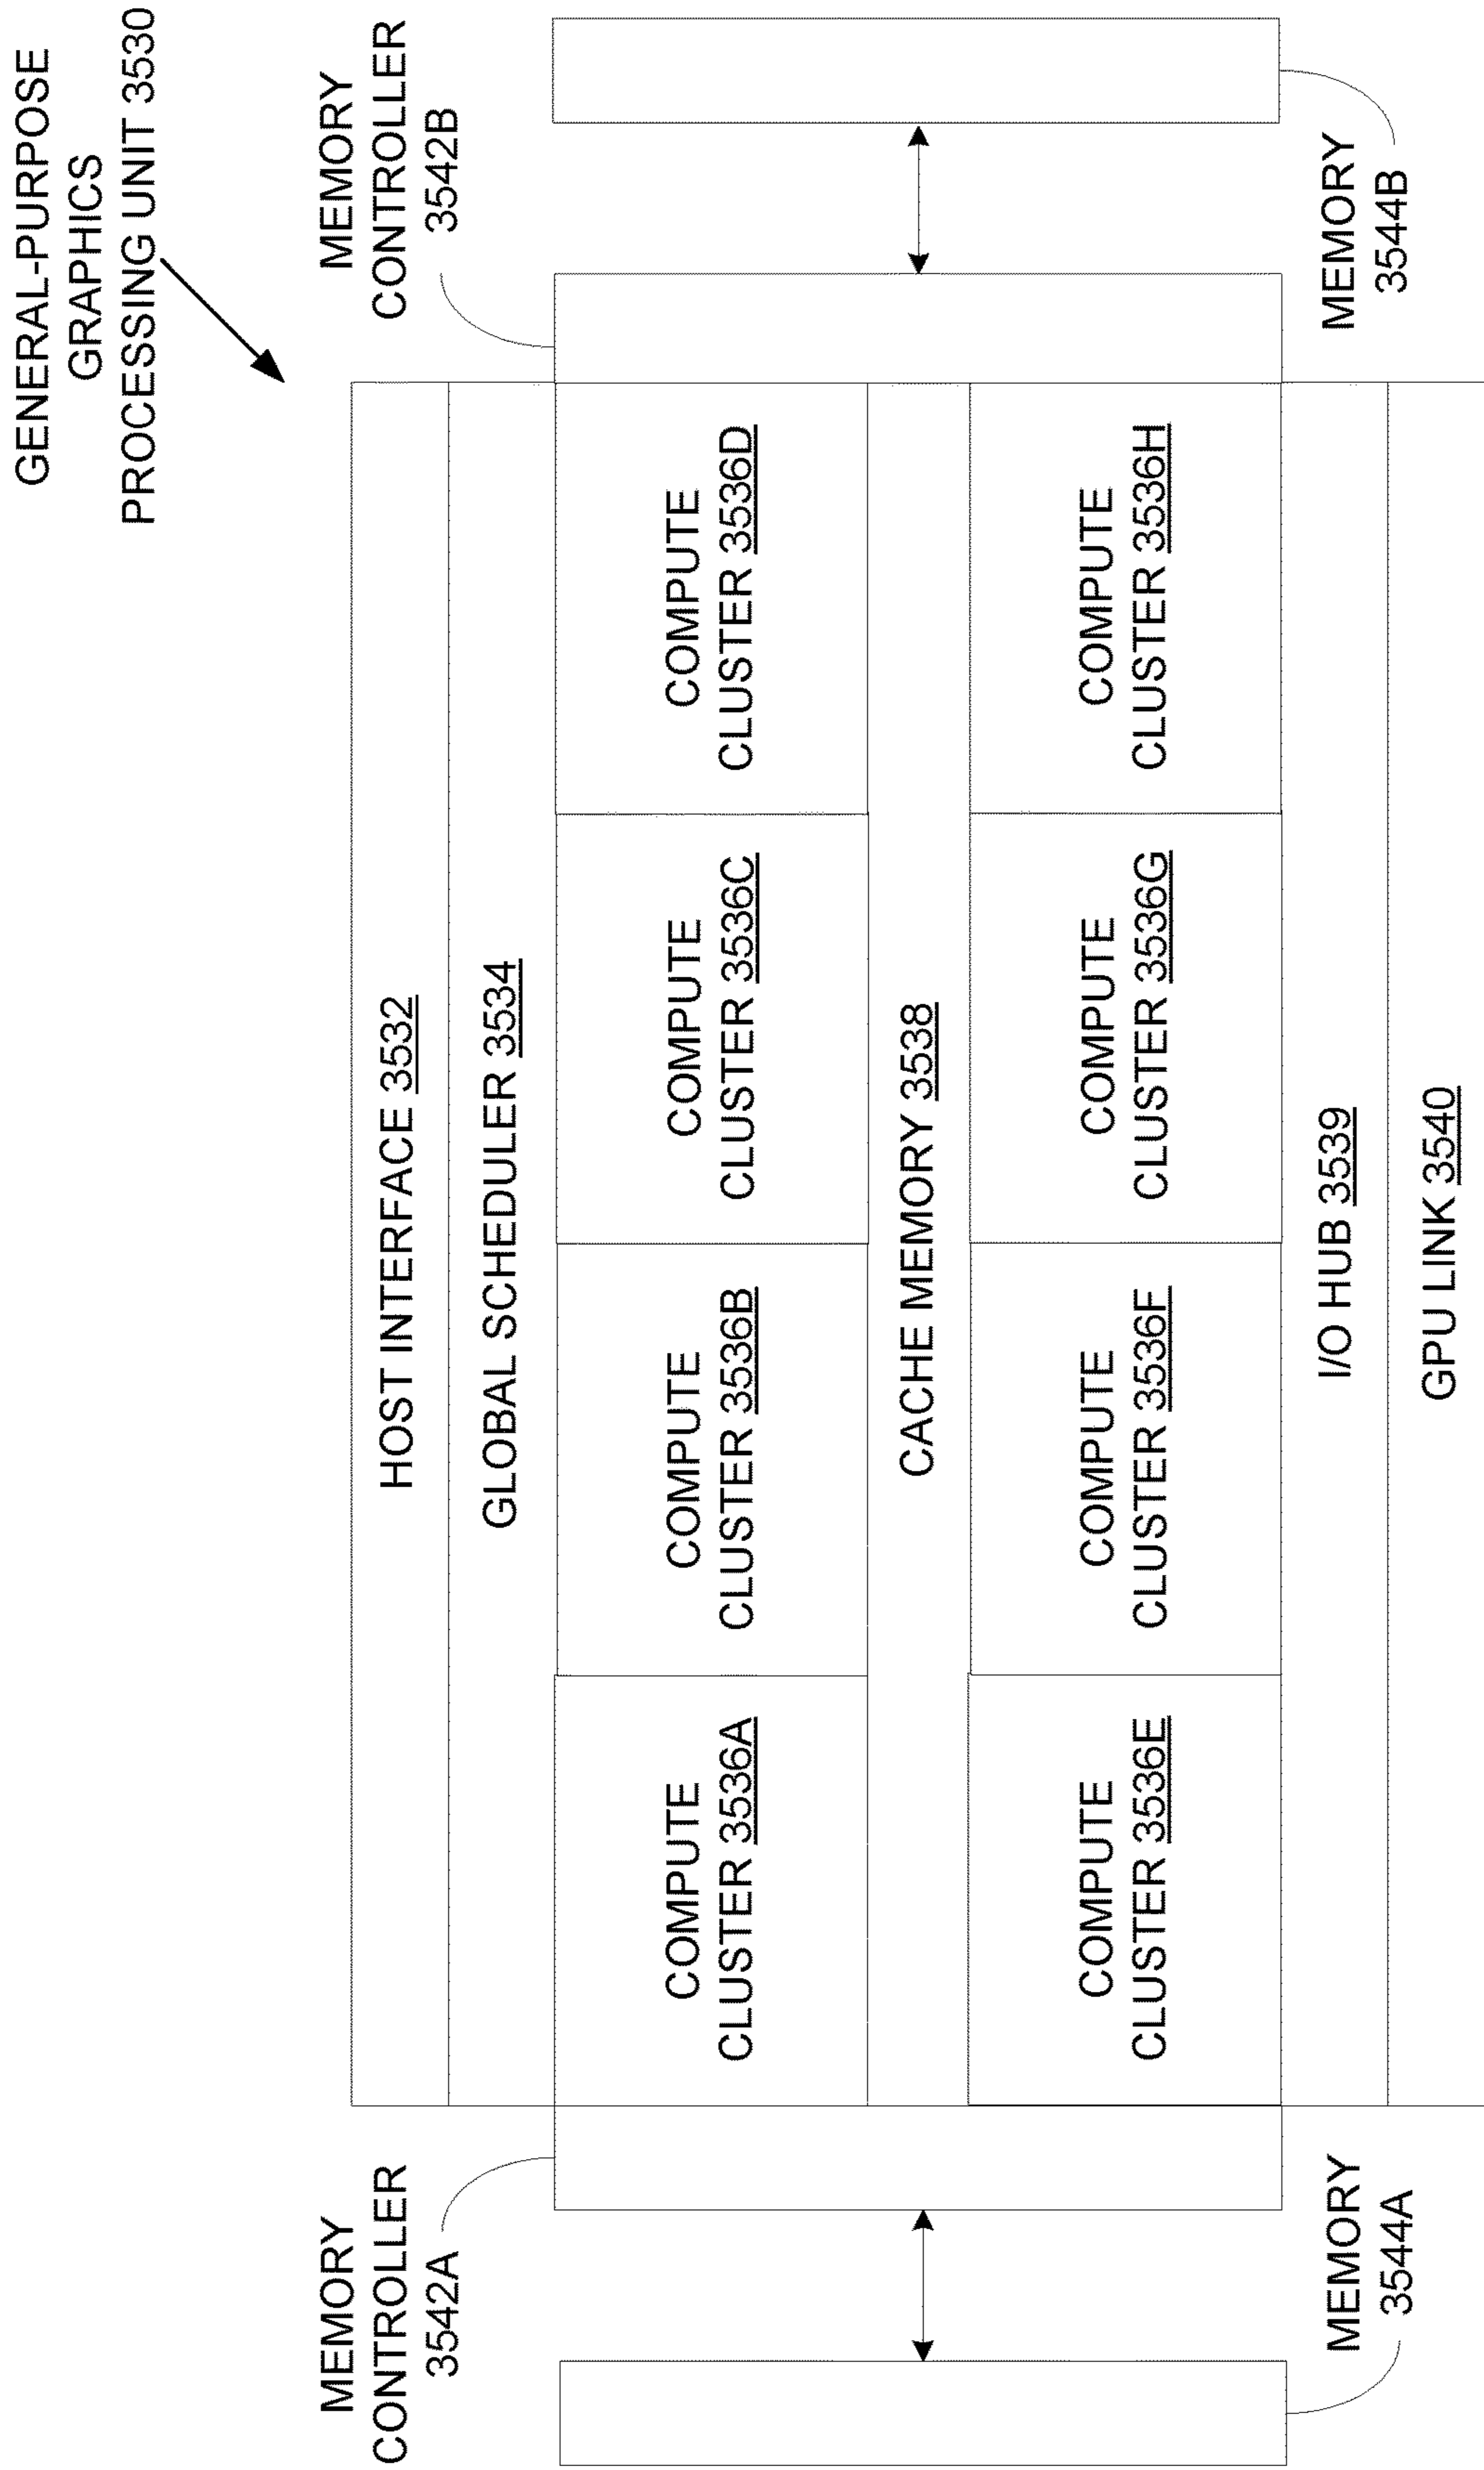 GENERAL-PURPOSE
GRAPHICS
PROCESSING UNIT 3530
MEMORY
CONTROLLER
3542A
MEMORY
CONTROLLER
3542B
HOST INTERFACE 3532
GLOBAL SCHEDULER 3534
COMPUTE
CLUSTER 3536A
COMPUTE
CLUSTER 3536B
COMPUTE
CLUSTER 3536C
COMPUTE
CLUSTER 3536D
CACHE MEMORY 3538
COMPUTE
CLUSTER 3536E
COMPUTE
CLUSTER 3536F
COMPUTE
CLUSTER 3536G
COMPUTE
CLUSTER 3536H
I/O HUB 3539
GPU LINK 3540
MEMORY
3544A
MEMORY
3544B